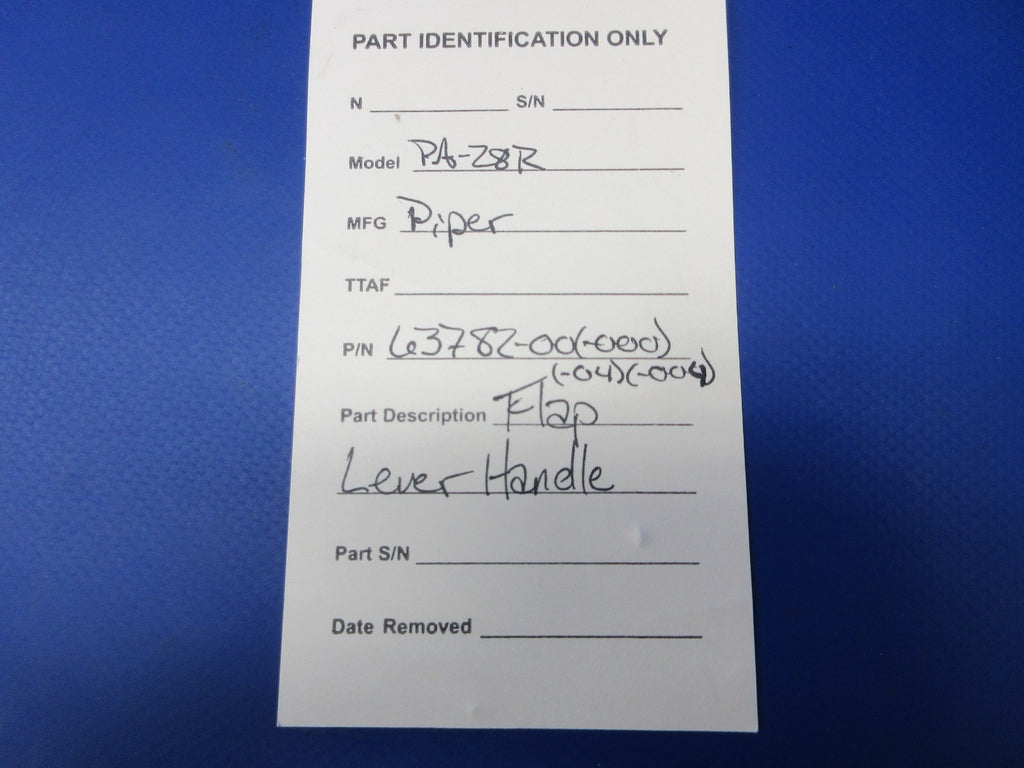 PART IDENTIFICATION ONLY
N S/N
Model PA-28R
MFG Piper
TTAF
P/N 63782-00(-000)
(-04)(-004)
Part Description Flap
Lever Handle
Part S/N
Date Removed